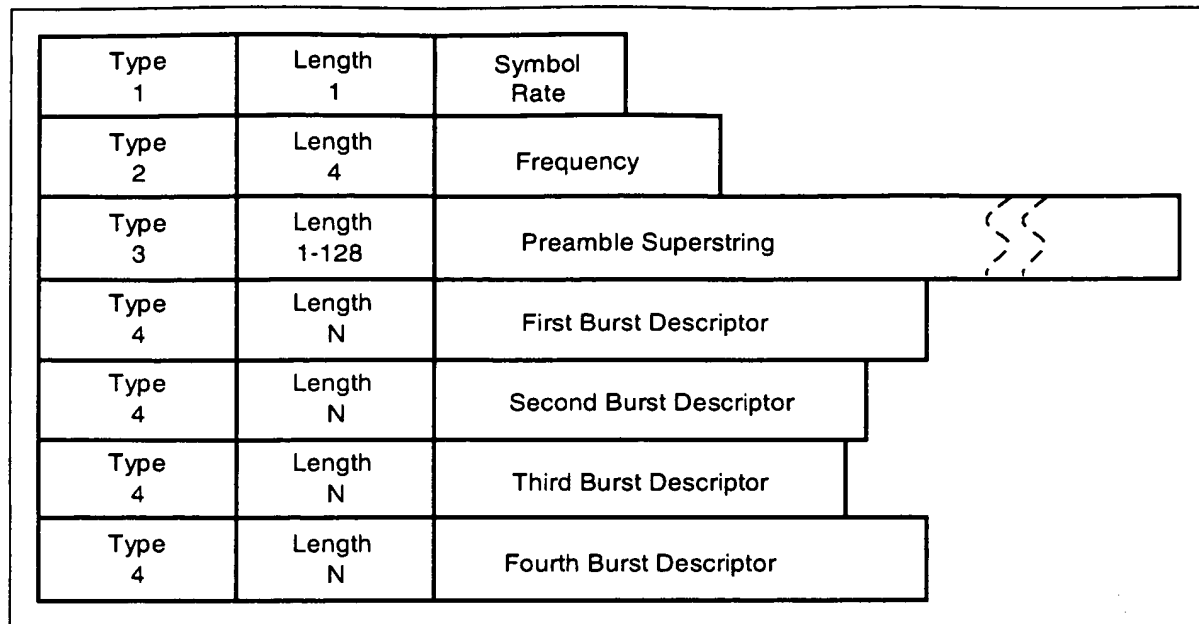 Type
1
Length
1
Symbol
Rate
Type
2
Length
4
Frequency
Type
3
Length
1-128
Preamble Superstring
Type
4
Length
N
First Burst Descriptor
Type
4
Length
N
Second Burst Descriptor
Type
4
Length
N
Third Burst Descriptor
Type
4
Length
N
Fourth Burst Descriptor